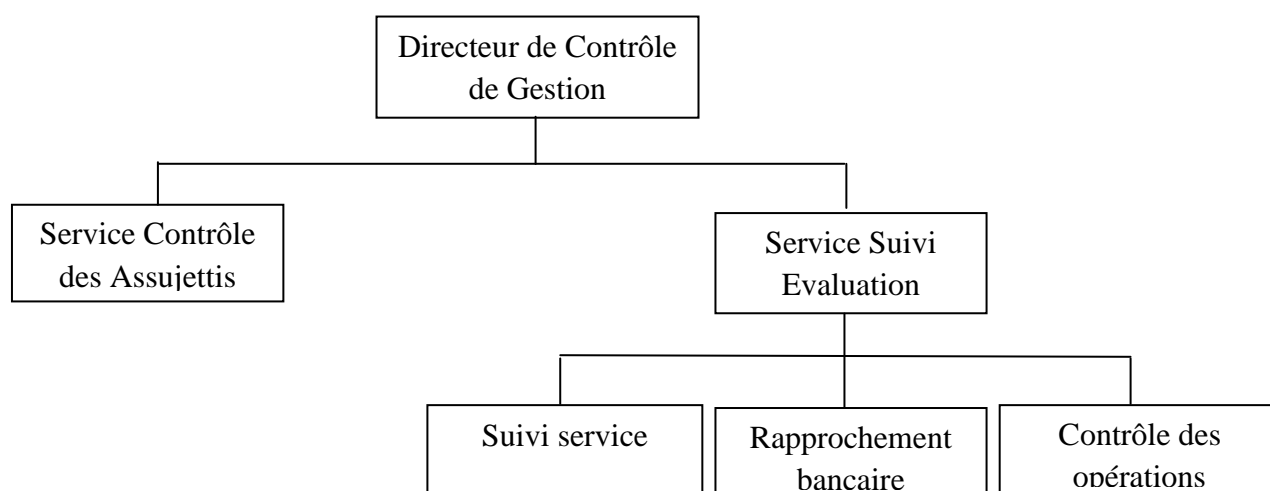 Directeur de Contrôle
de Gestion
Service Contrôle
des Assujettis
Service Suivi
Evaluation
Suivi service
Rapprochement
bancaire
Contrôle des
opérations